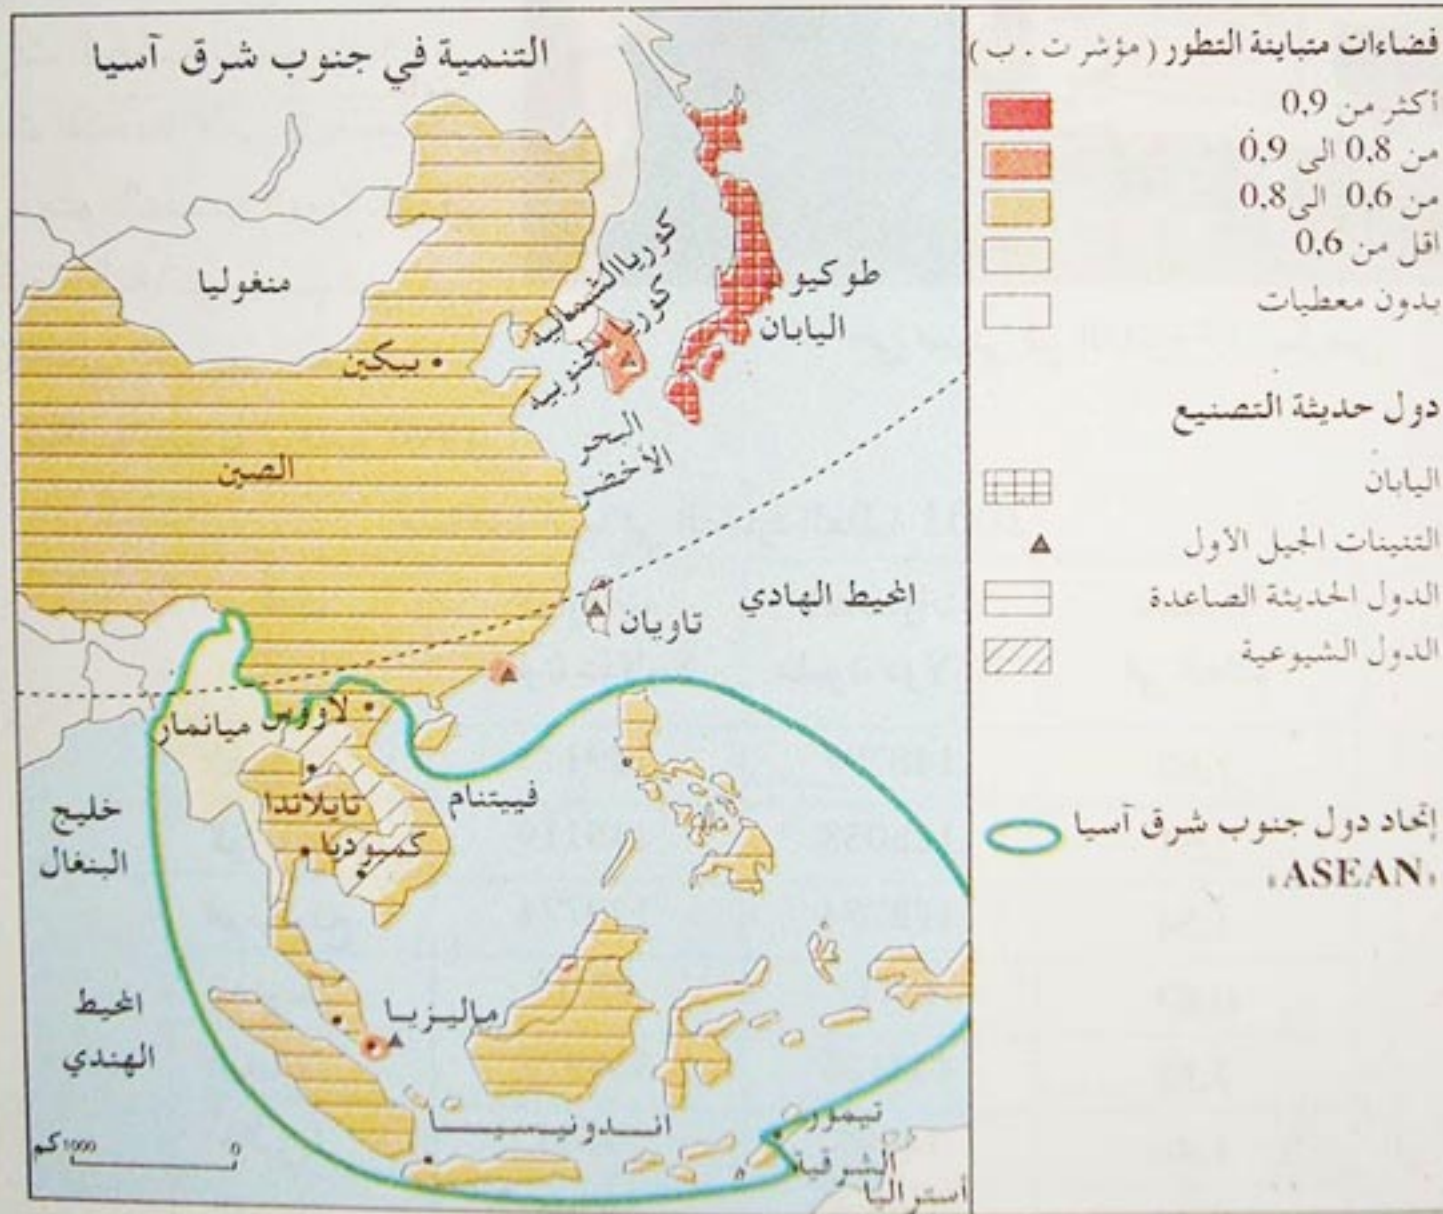 التنمية في جنوب شرق آسيا
منغوليا
بيكين
الصين
كوريا الشمالية
كوريا الجنوبية
طوكيو
اليابان
البحر
الأخضر
المحيط الهادي
تاويان
لاووس
ميانمار
فييتنام
تايلاندا
كمبوديا
خليج
البنغال
المحيط
الهندي
ماليزيا
اندونيسيا
تيمور
الشرقية
أستراليا
0 1000 كم
فضاءات متباينة التطور (مؤشر ت . ب)
أكثر من 0,9
من 0,8 الى 0,9
من 0,6 الى 0,8
اقل من 0,6
بدون معطيات
دول حديثة التصنيع
اليابان
التنينات الجيل الأول
الدول الحديثة الصاعدة
الدول الشيوعية
إتحاد دول جنوب شرق آسيا
«ASEAN»